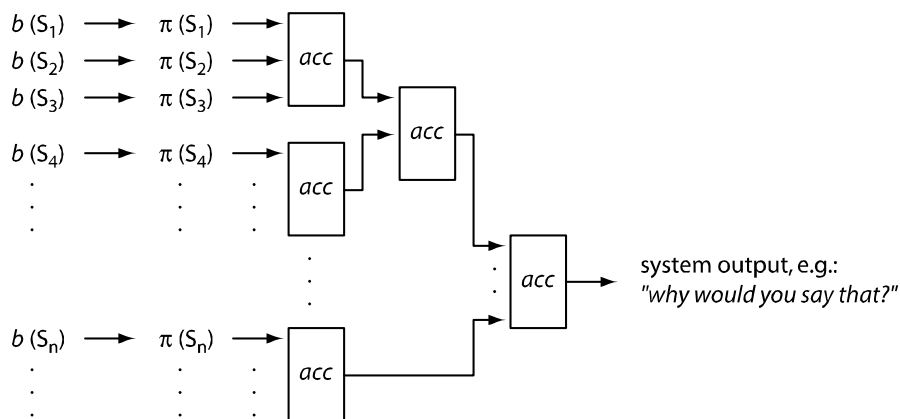 b (S₁) π (S₁)
acc
b (S₂) π (S₂)
b (S₃) π (S₃)
acc
b (S₄) π (S₄)
acc
acc
system output, e.g.:
"why would you say that?"
b (Sₙ) π (Sₙ)
acc